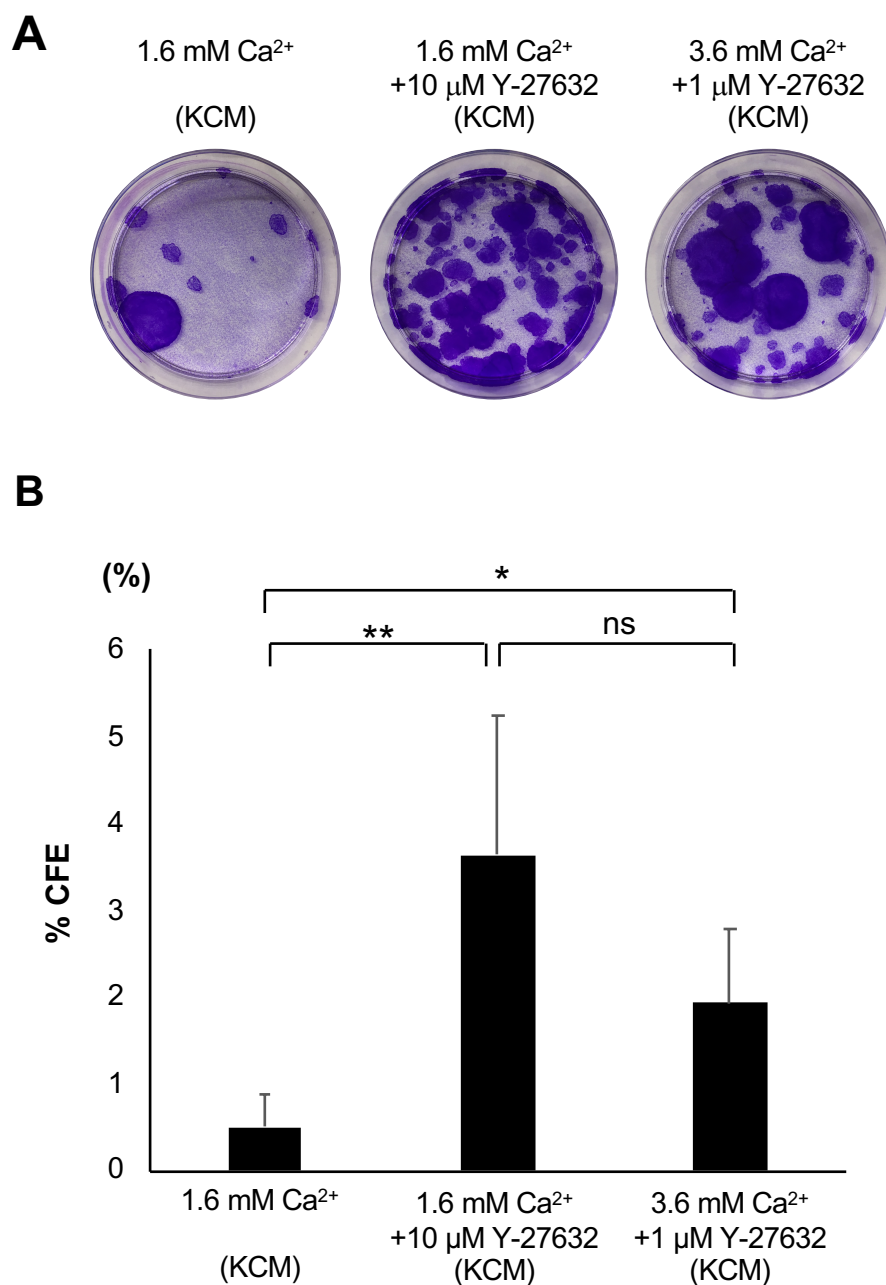 A
1.6 mM Ca²⁺
(KCM)
1.6 mM Ca²⁺
+10 μM Y-27632
(KCM)
3.6 mM Ca²⁺
+1 μM Y-27632
(KCM)
B
(%)
*
**
ns
6
5
4
3
2
1
0
% CFE
1.6 mM Ca²⁺
(KCM)
1.6 mM Ca²⁺
+10 µM Y-27632
(KCM)
3.6 mM Ca²⁺
+1 µM Y-27632
(KCM)